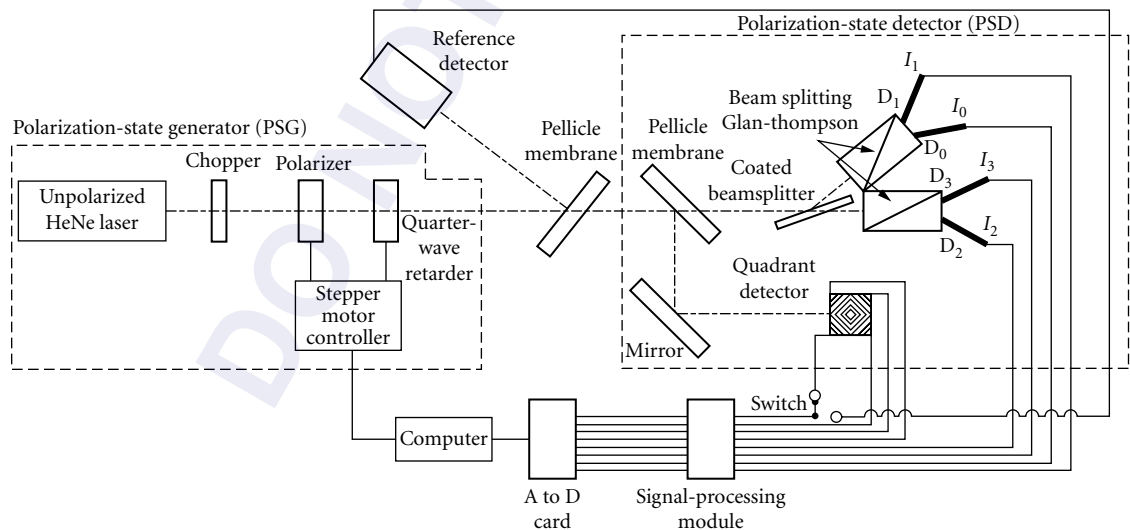 Reference
detector
Polarization-state detector (PSD)
I1
D1
Beam splitting
Glan-thompson
I0
D0
Polarization-state generator (PSG)
Pellicle
membrane
Pellicle
membrane
Chopper
Polarizer
Coated
beamsplitter
I3
D3
Unpolarized
HeNe laser
Quarter-
wave
retarder
I2
D2
Stepper
motor
controller
Quadrant
detector
Mirror
Switch
Computer
A to D
card
Signal-processing
module
DO NOT